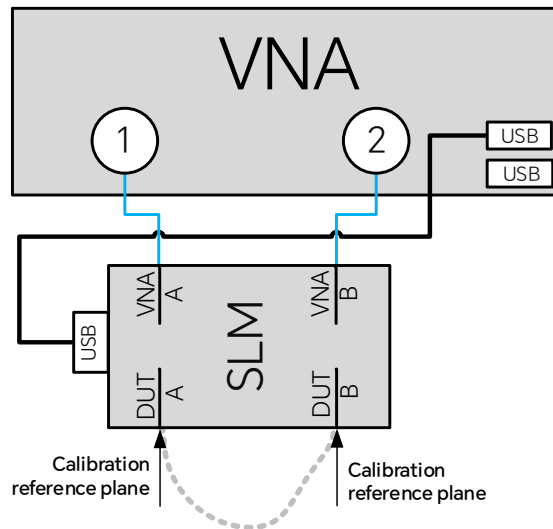 VNA
1
2
USB
USB
VNA
A
VNA
B
USB
SLM
DUT
A
DUT
B
Calibration
reference plane
Calibration
reference plane